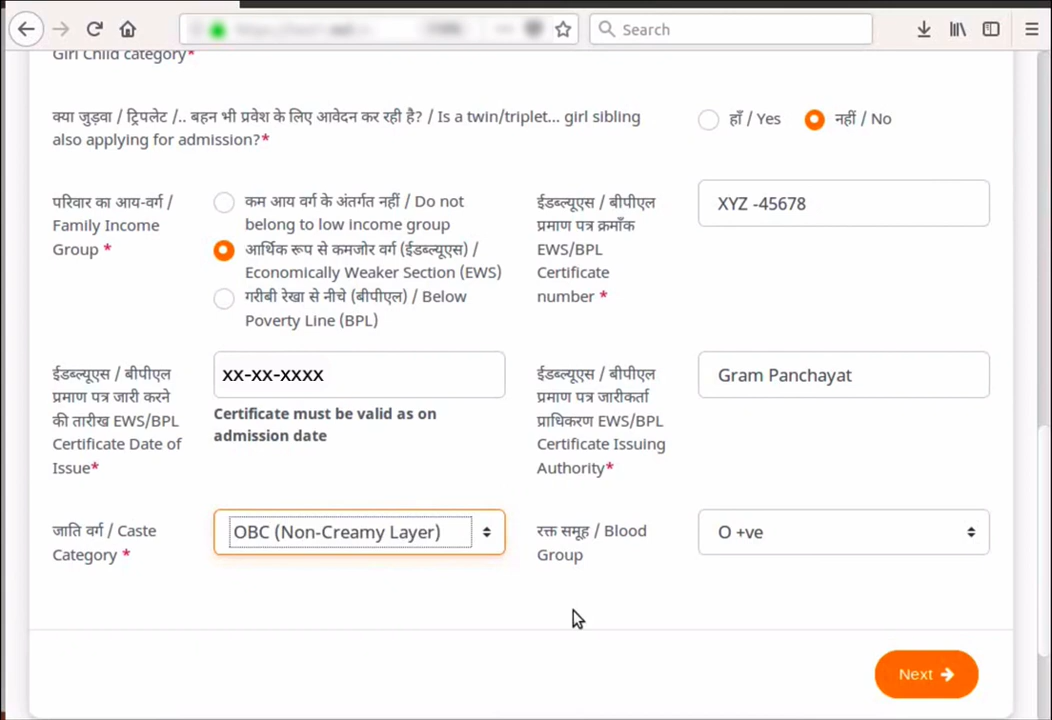 Search
Girl Child category*
क्या जुड़वा / ट्रिपलेट /.. बहन भी प्रवेश के लिए आवेदन कर रही है? / Is a twin/triplet... girl sibling
also applying for admission?*
हाँ / Yes
नहीं / No
परिवार का आय-वर्ग /
Family Income
Group *
कम आय वर्ग के अंतर्गत नहीं / Do not
belong to low income group
आर्थिक रूप से कमजोर वर्ग (ईडब्ल्यूएस) /
Economically Weaker Section (EWS)
गरीबी रेखा से नीचे (बीपीएल) / Below
Poverty Line (BPL)
ईडब्ल्यूएस / बीपीएल
प्रमाण पत्र क्रमाँक
EWS/BPL
Certificate
number *
XYZ -45678
ईडब्ल्यूएस / बीपीएल
प्रमाण पत्र जारी करने
की तारीख EWS/BPL
Certificate Date of
Issue*
xx-xx-xxxx
Certificate must be valid as on
admission date
ईडब्ल्यूएस / बीपीएल
प्रमाण पत्र जारीकर्ता
प्राधिकरण EWS/BPL
Certificate Issuing
Authority*
Gram Panchayat
जाति वर्ग / Caste
Category *
OBC (Non-Creamy Layer)
रक्त समूह / Blood
Group
O +ve
Next